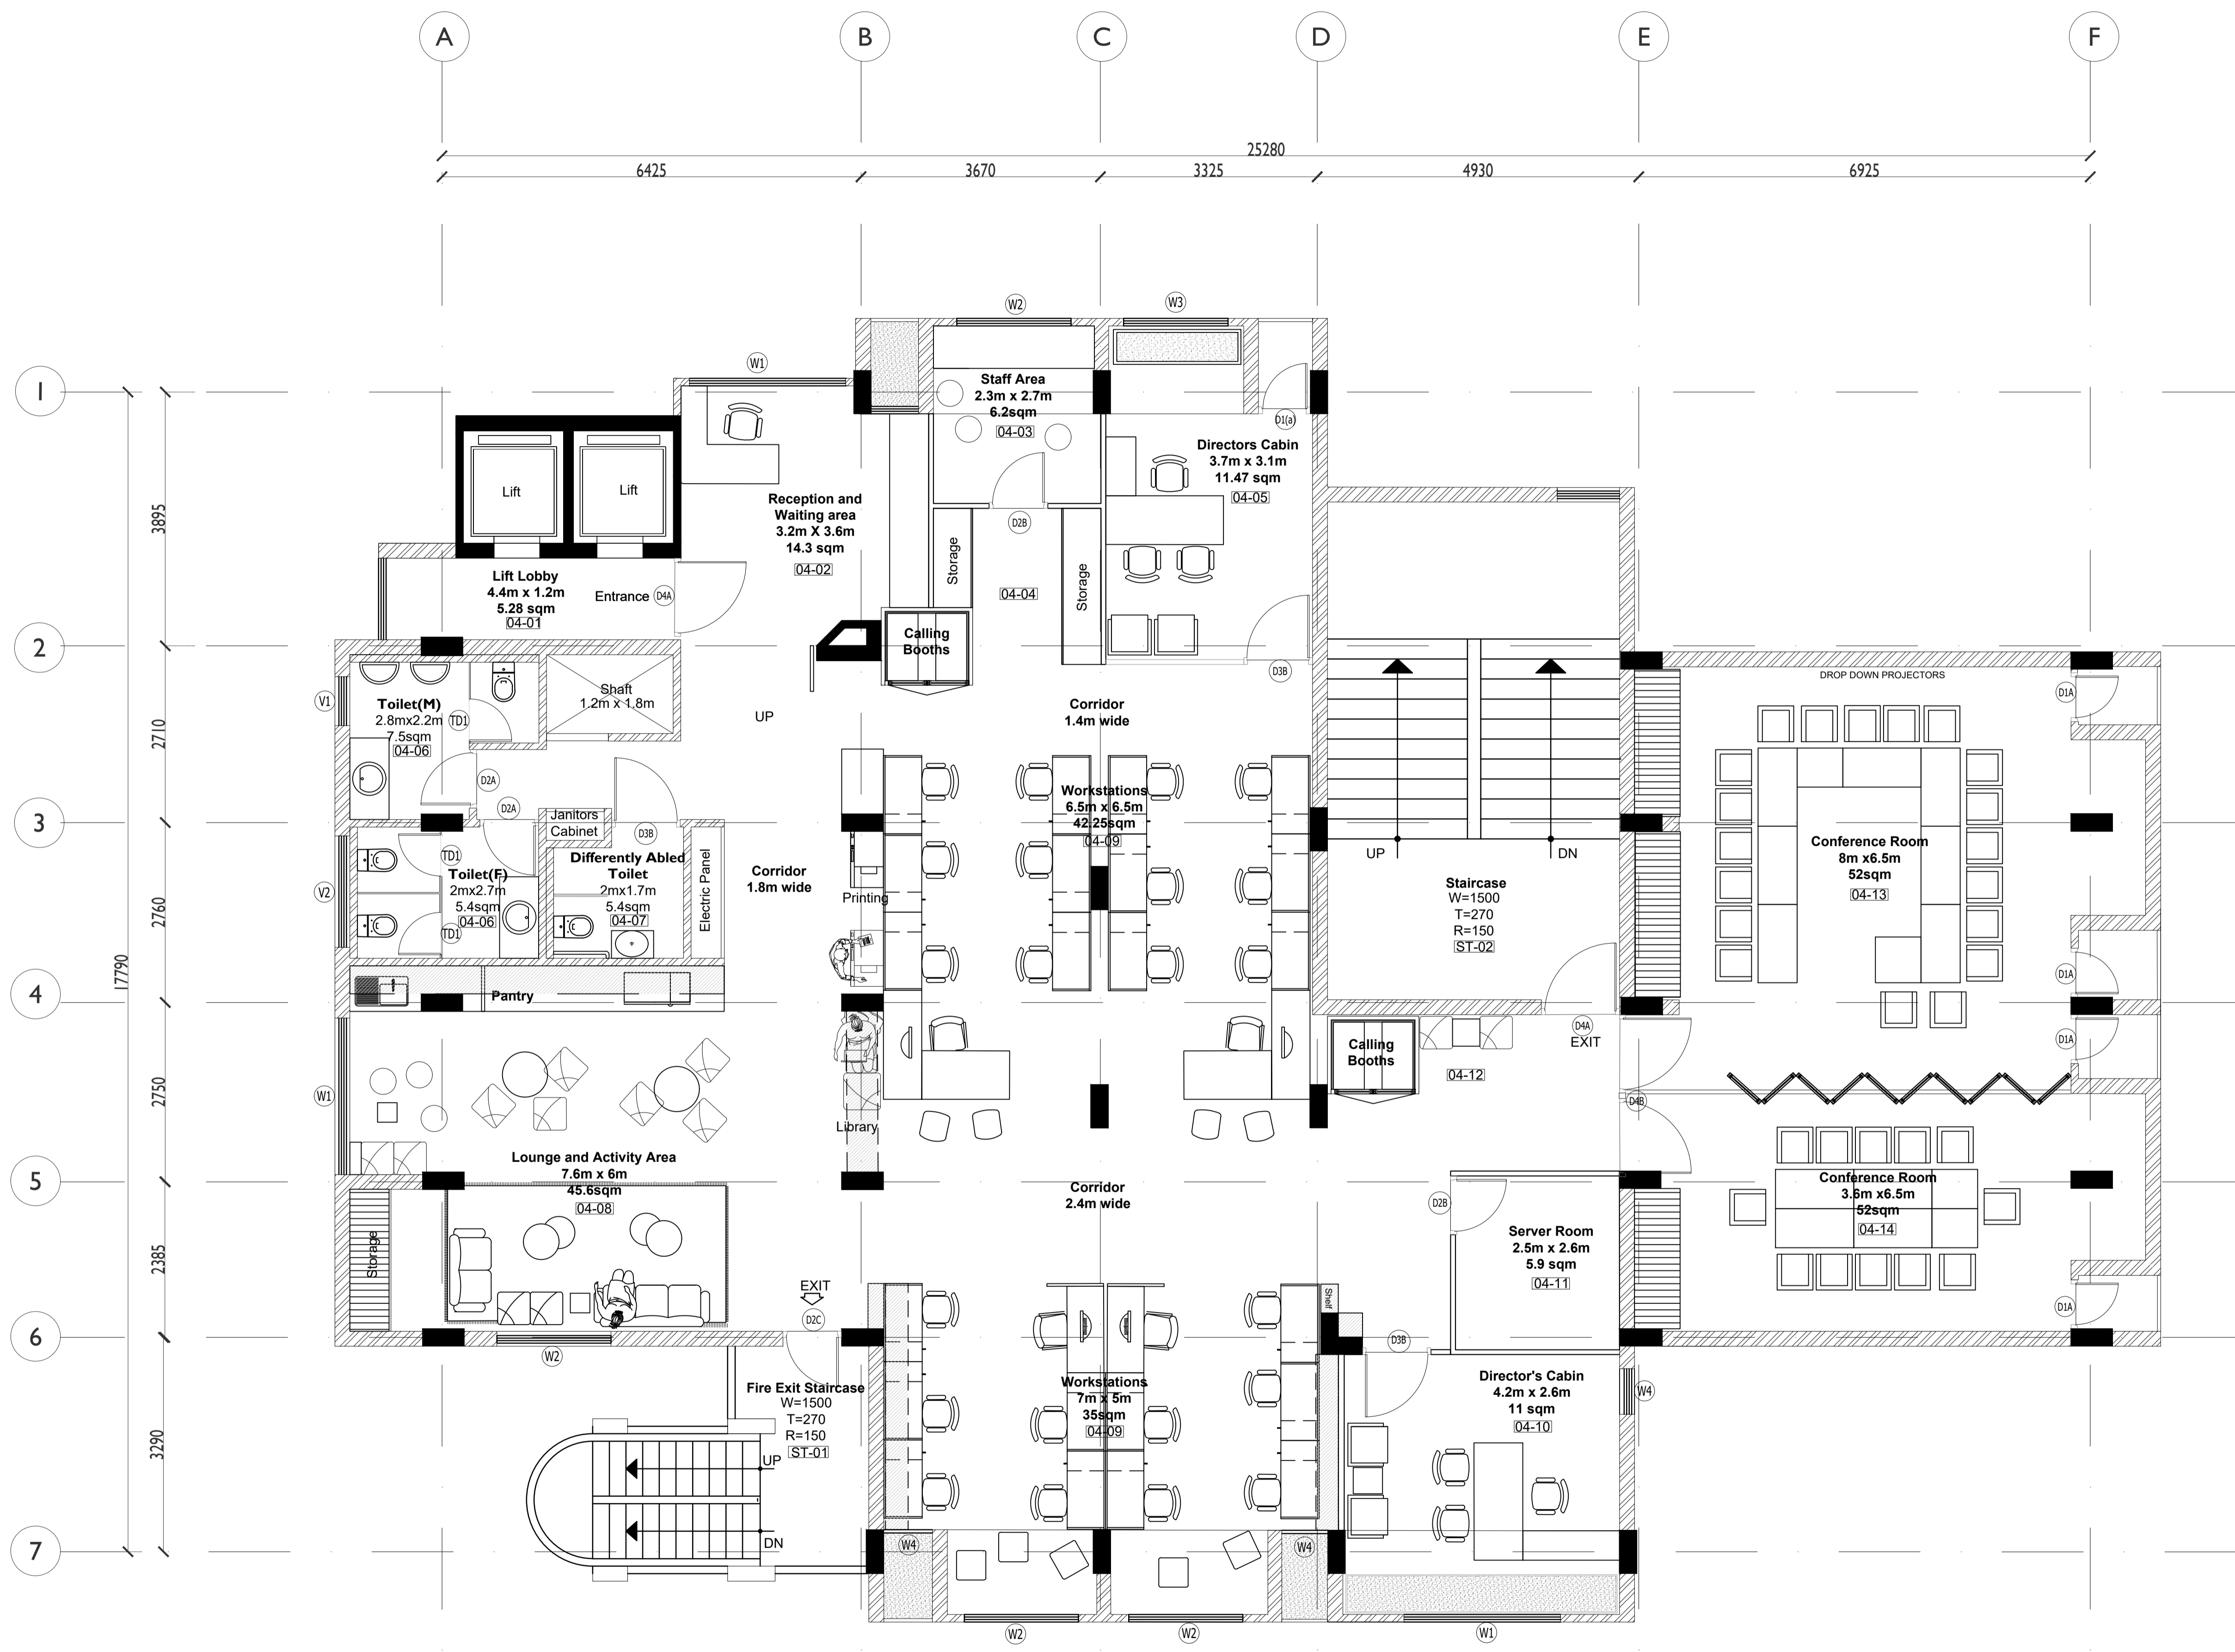 A
B
C
D
E
F
25280
6425
3670
3325
4930
6925
1
2
3
4
5
6
7
17790
3895
2710
2760
2750
2385
3290
W2
W3
W1
Staff Area
2.3m x 2.7m
6.2sqm
04-03
D1(a)
Directors Cabin
3.7m x 3.1m
11.47 sqm
04-05
Lift
Lift
Reception and
Waiting area
3.2m X 3.6m
14.3 sqm
04-02
D2B
Storage
Storage
04-04
Lift Lobby
4.4m x 1.2m
5.28 sqm
04-01
Entrance
D4A
Calling
Booths
D3B
DROP DOWN PROJECTORS
D1A
V1
Toilet(M)
2.8mx2.2m
7.5sqm
04-06
TD1
Shaft
1.2m x 1.8m
UP
Corridor
1.4m wide
D2A
D2A
Janitors
Cabinet
D3B
Workstations
6.5m x 6.5m
42.25sqm
04-09
UP
DN
Conference Room
8m x6.5m
52sqm
04-13
V2
TD1
Toilet(F)
2mx2.7m
5.4sqm
04-06
TD1
Differently Abled
Toilet
2mx1.7m
5.4sqm
04-07
Electric Panel
Corridor
1.8m wide
Printing
Staircase
W=1500
T=270
R=150
ST-02
D1A
Pantry
D4A
EXIT
Calling
Booths
04-12
D1A
W1
Library
D4B
Lounge and Activity Area
7.6m x 6m
45.6sqm
04-08
Storage
Corridor
2.4m wide
D2B
Server Room
2.5m x 2.6m
5.9 sqm
04-11
Conference Room
3.6m x6.5m
52sqm
04-14
D1A
EXIT
D2C
Shelf
D3B
W2
Fire Exit Staircase
W=1500
T=270
R=150
ST-01
UP
DN
Workstations
7m x 5m
35sqm
04-09
Director's Cabin
4.2m x 2.6m
11 sqm
04-10
W4
W4
W4
W2
W2
W1